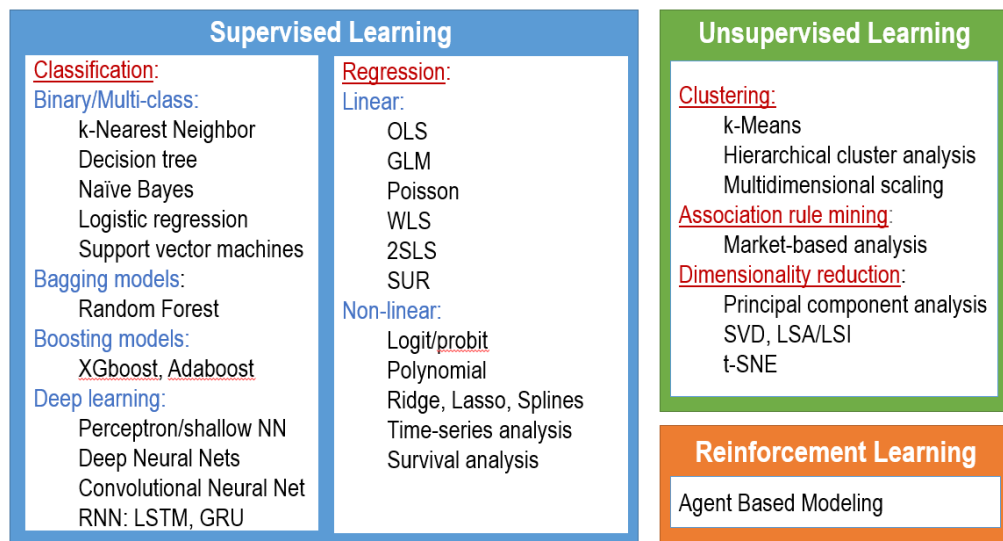 Supervised Learning
Classification:
Binary/Multi-class:
k-Nearest Neighbor
Decision tree
Naïve Bayes
Logistic regression
Support vector machines
Bagging models:
Random Forest
Boosting models:
XGboost, Adaboost
Deep learning:
Perceptron/shallow NN
Deep Neural Nets
Convolutional Neural Net
RNN: LSTM, GRU
Regression:
Linear:
OLS
GLM
Poisson
WLS
2SLS
SUR
Non-linear:
Logit/probit
Polynomial
Ridge, Lasso, Splines
Time-series analysis
Survival analysis
Unsupervised Learning
Clustering:
k-Means
Hierarchical cluster analysis
Multidimensional scaling
Association rule mining:
Market-based analysis
Dimensionality reduction:
Principal component analysis
SVD, LSA/LSI
t-SNE
Reinforcement Learning
Agent Based Modeling